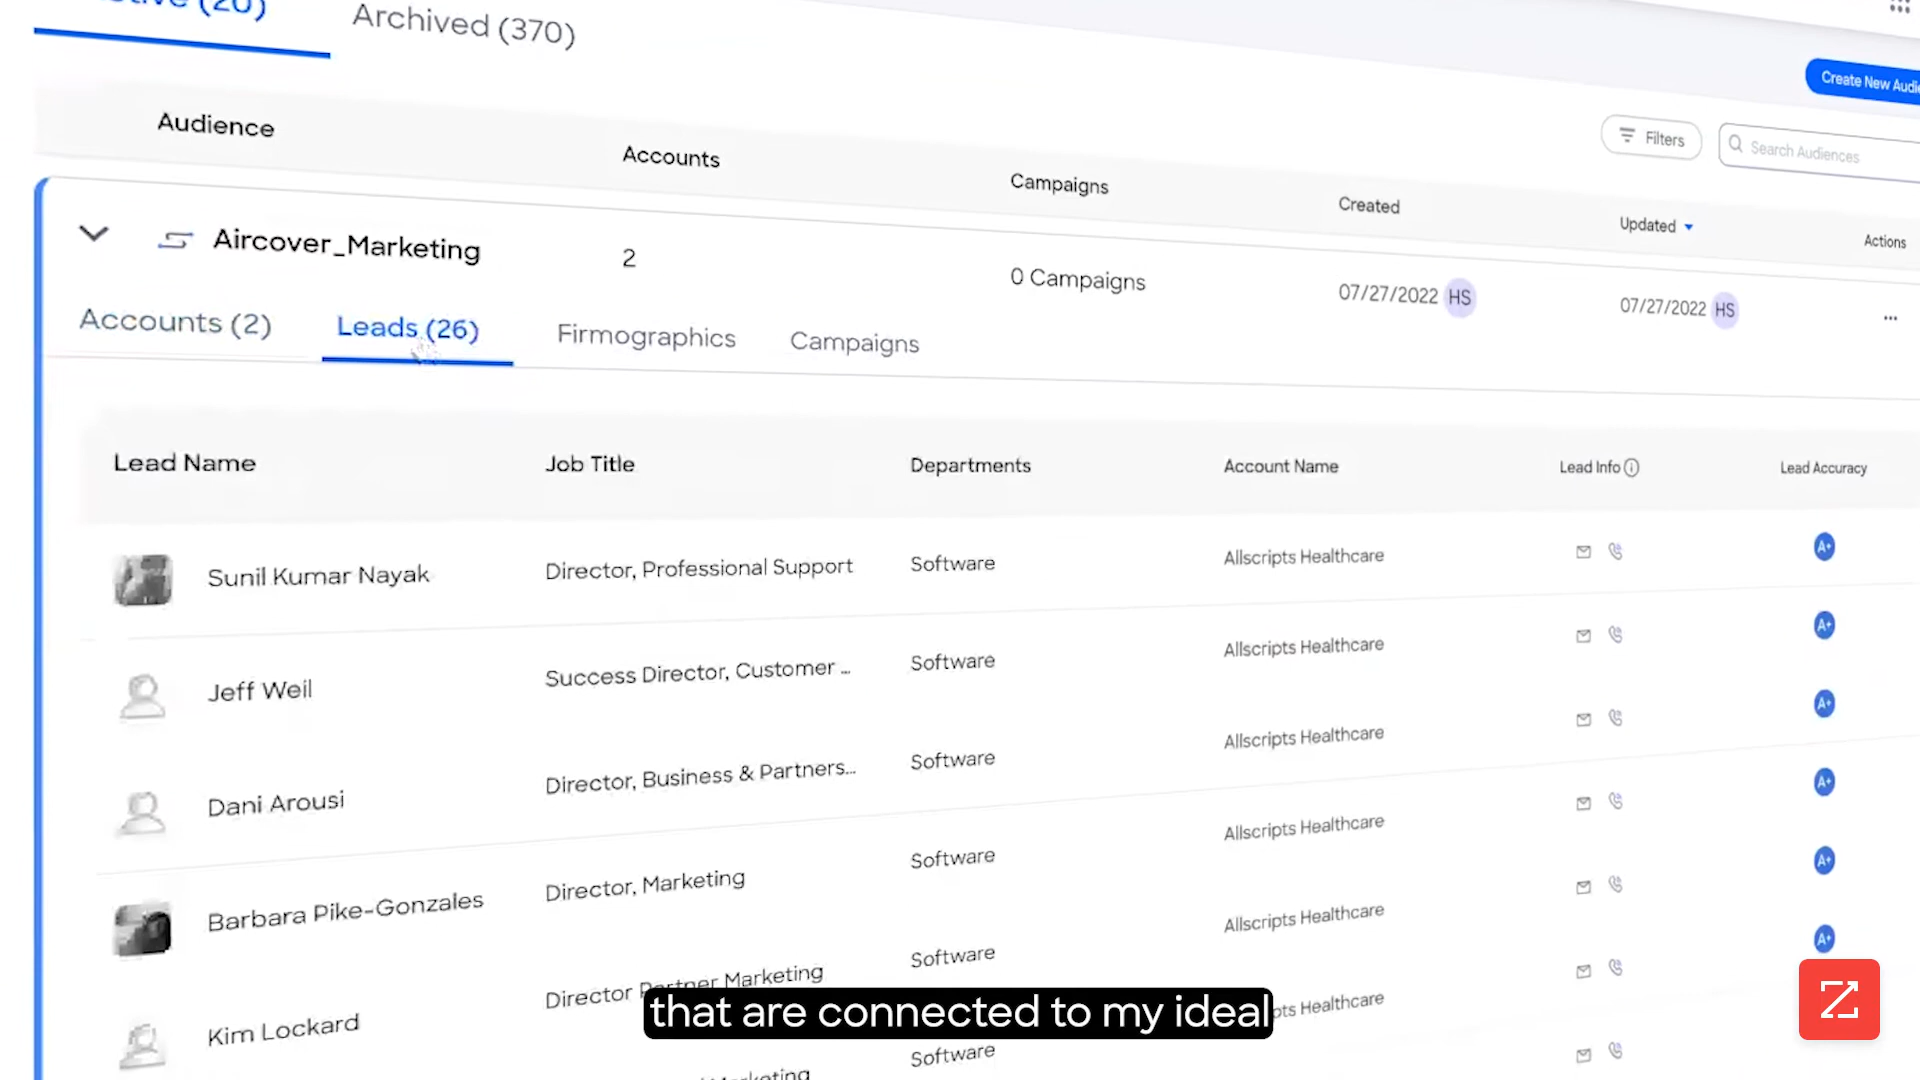 Archived (370)
Create New
Filters
Search Audiences
Audience
Accounts
Campaigns
Created
Updated
Actions
Aircover_Marketing
2
0 Campaigns
07/27/2022 HS
07/27/2022 HS
...
Accounts (2)
Leads (26)
Firmographics
Campaigns
Lead Name
Job Title
Departments
Account Name
Lead Info
Lead Accuracy
Sunil Kumar Nayak
Director, Professional Support
Software
Allscripts Healthcare
A+
Jeff Weil
Success Director, Customer ...
Software
Allscripts Healthcare
A+
Dani Arousi
Director, Business & Partners...
Software
Allscripts Healthcare
A+
Barbara Pike-Gonzales
Director, Marketing
Software
Allscripts Healthcare
A+
Kim Lockard
Director Partner Marketing
Software
Allscripts Healthcare
A+
Software
A+
that are connected to my ideal